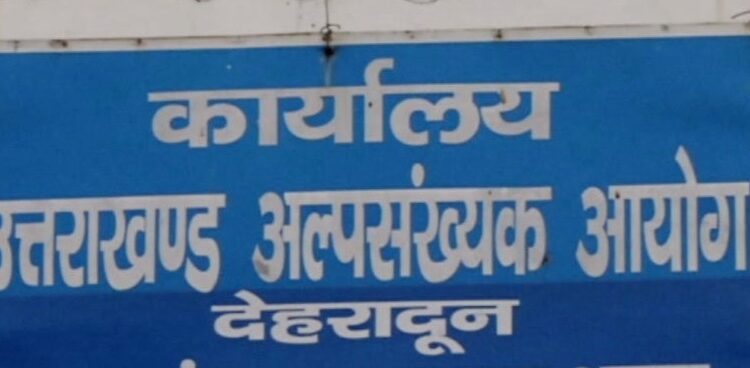 कार्यालय
उत्तराखण्ड अल्पसंख्यक आयोग
देहरादून